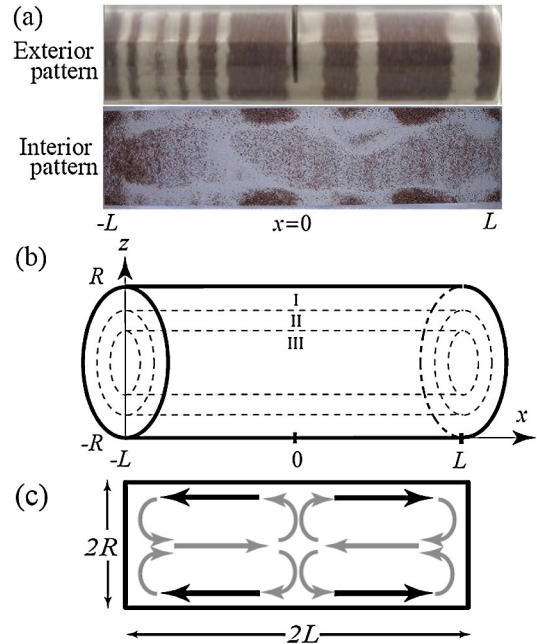 (a)
Exterior
pattern
Interior
pattern
-L x=0 L
(b)
z
R
I
II
III
x
-R
-L 0 L
(c)
2R
2L